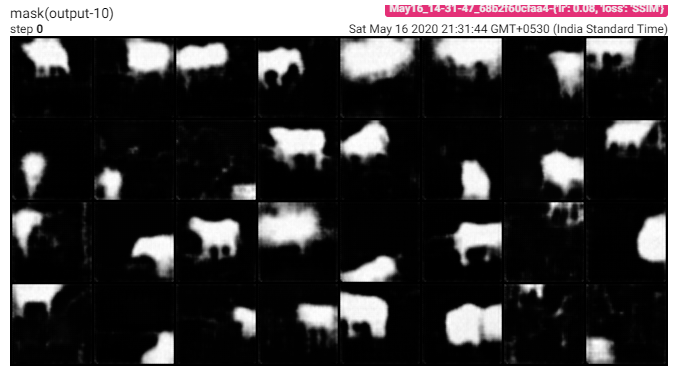 mask(output-10)
May16_14-31-47_68b2f60cfaa4-{'lr': 0.08, 'loss': 'SSIM'}
step 0
Sat May 16 2020 21:31:44 GMT+0530 (India Standard Time)